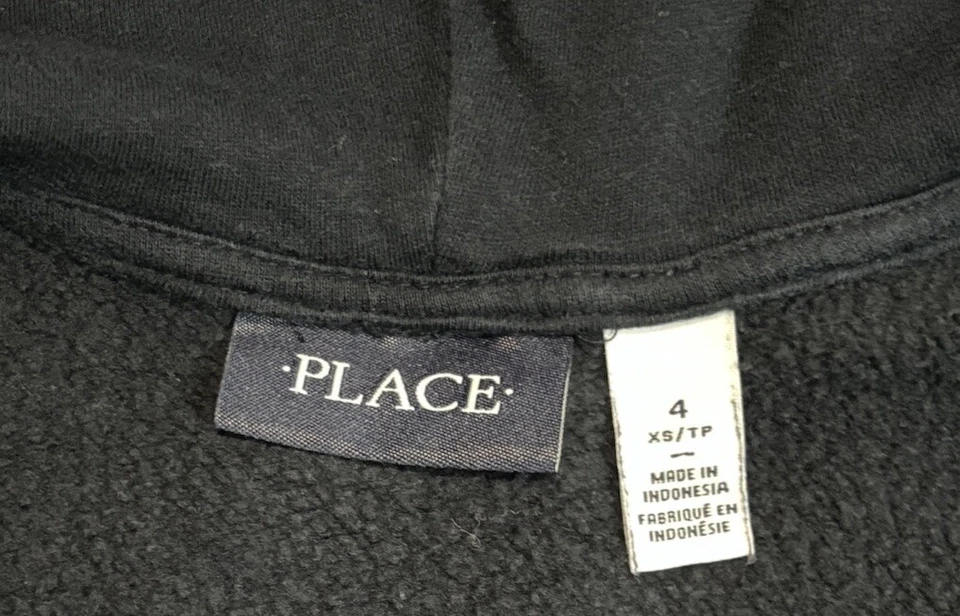 ·PLACE·
4
XS/TP
MADE IN
INDONESIA
FABRIQUÉ EN
INDONÉSIE